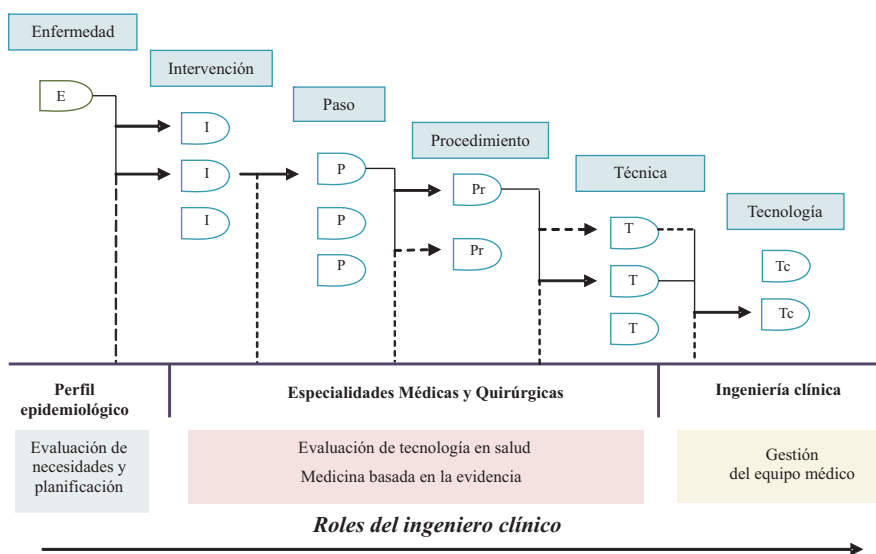 Enfermedad
Intervención
Paso
Procedimiento
Técnica
Tecnología
E
I
I
I
P
P
P
Pr
Pr
T
T
T
Tc
Tc
Perfil
epidemiológico
Especialidades Médicas y Quirúrgicas
Ingeniería clínica
Evaluación de
necesidades y
planificación
Evaluación de tecnología en salud
Medicina basada en la evidencia
Gestión
del equipo médico
Roles del ingeniero clínico